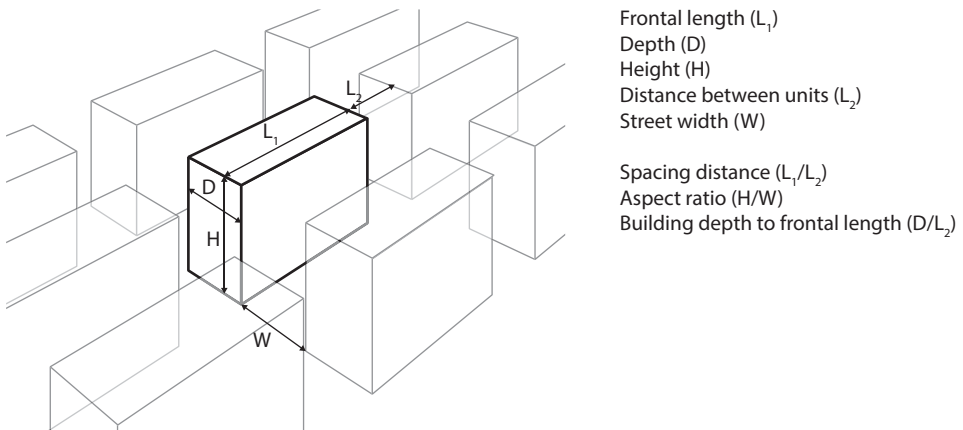 L₂
L₁
D
H
W
Frontal length (L₁)
Depth (D)
Height (H)
Distance between units (L₂)
Street width (W)
Spacing distance (L₁/L₂)
Aspect ratio (H/W)
Building depth to frontal length (D/L₂)